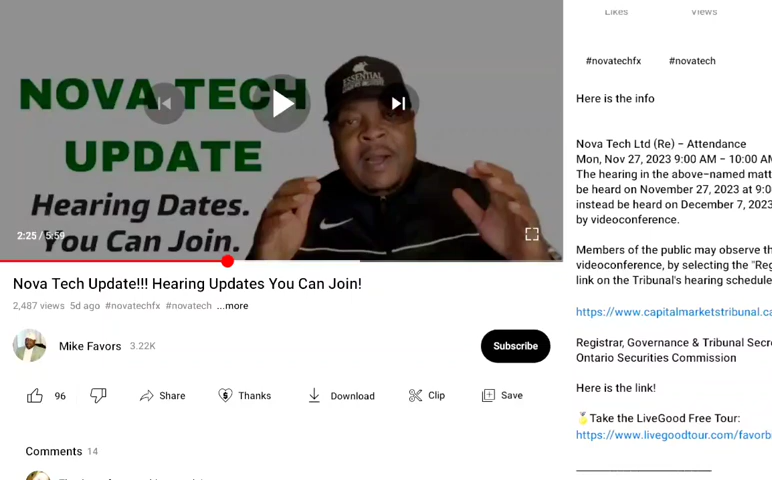 NOVA TECH
UPDATE
Hearing Dates.
You Can Join.
ESSENTIAL
2:25 / 5:59
Nova Tech Update!!! Hearing Updates You Can Join!
2,487 views 5d ago #novatechfx #novatech ...more
Mike Favors 3.22K
Subscribe
96 Share Thanks Download Clip Save
Comments 14
Likes Views
#novatechfx #novatech
Here is the info
Nova Tech Ltd (Re) – Attendance
Mon, Nov 27, 2023 9:00 AM – 10:00 AM
The hearing in the above-named matt
be heard on November 27, 2023 at 9:0
instead be heard on December 7, 2023
by videoconference.
Members of the public may observe th
videoconference, by selecting the "Reg
link on the Tribunal's hearing schedule
https://www.capitalmarketstribunal.ca
Registrar, Governance & Tribunal Secre
Ontario Securities Commission
Here is the link!
Take the LiveGood Free Tour:
https://www.livegoodtour.com/favorb